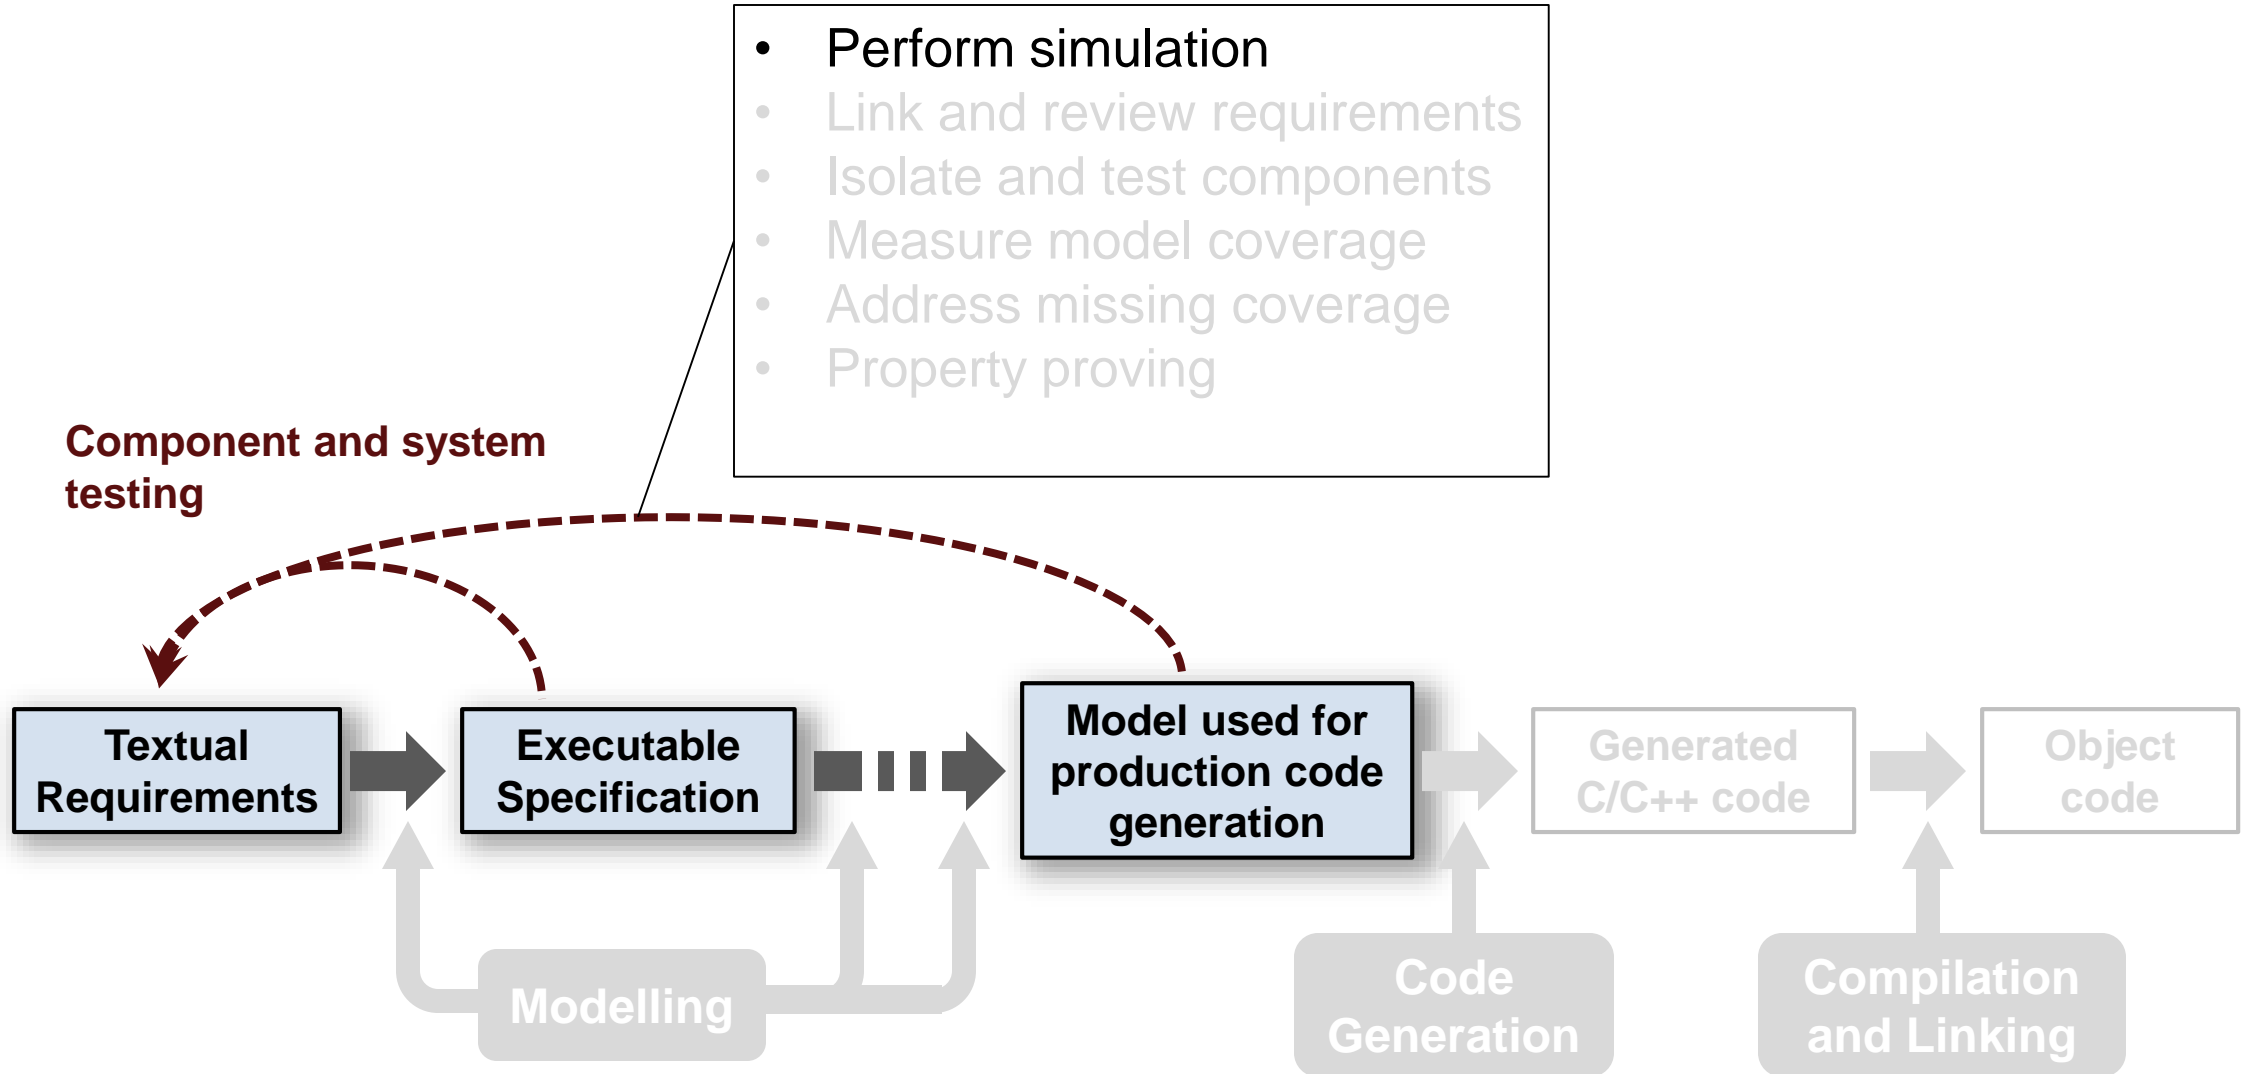 • Perform simulation
• Link and review requirements
• Isolate and test components
• Measure model coverage
• Address missing coverage
• Property proving
Component and system
testing
Textual
Requirements
Executable
Specification
Model used for
production code
generation
Generated
C/C++ code
Object
code
Modelling
Code
Generation
Compilation
and Linking